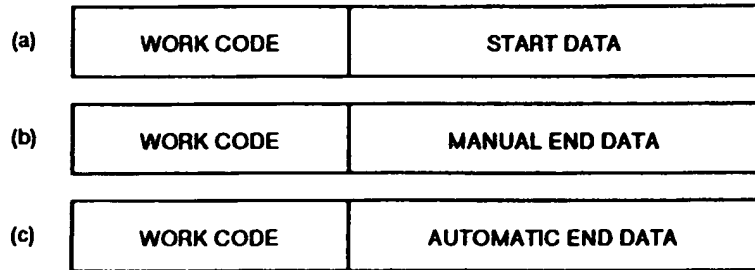 (a) WORK CODE START DATA
(b) WORK CODE MANUAL END DATA
(c) WORK CODE AUTOMATIC END DATA